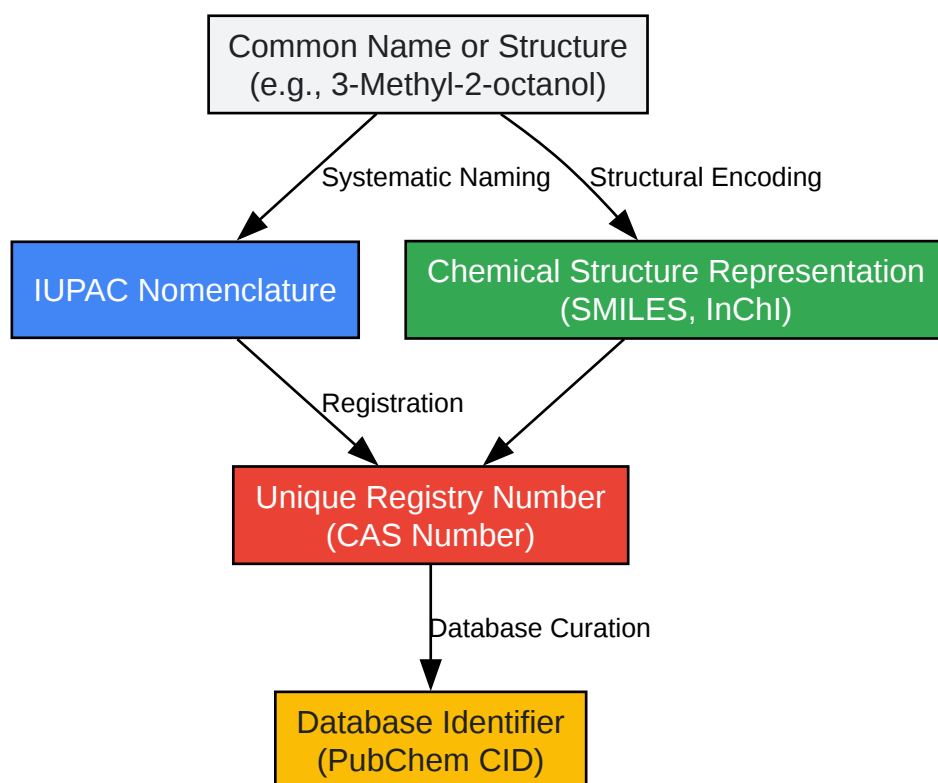 Common Name or Structure
(e.g., 3-Methyl-2-octanol)
Systematic Naming
Structural Encoding
IUPAC Nomenclature
Chemical Structure Representation
(SMILES, InChI)
Registration
Unique Registry Number
(CAS Number)
Database Curation
Database Identifier
(PubChem CID)